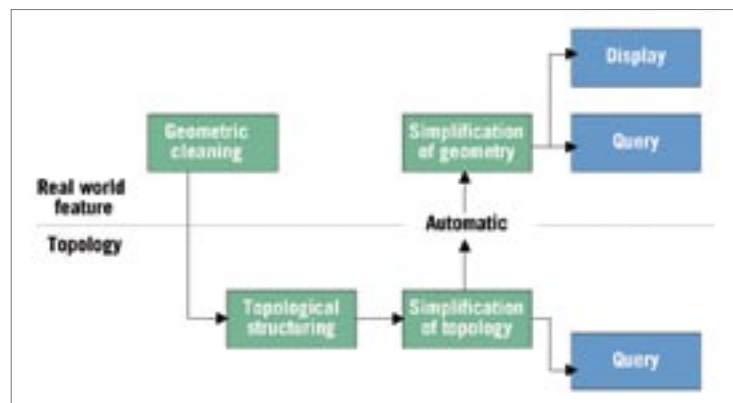 Display
Geometric
cleaning
Simplification
of geometry
Query
Real world
feature
Automatic
Topology
Topological
structuring
Simplification
of topology
Query